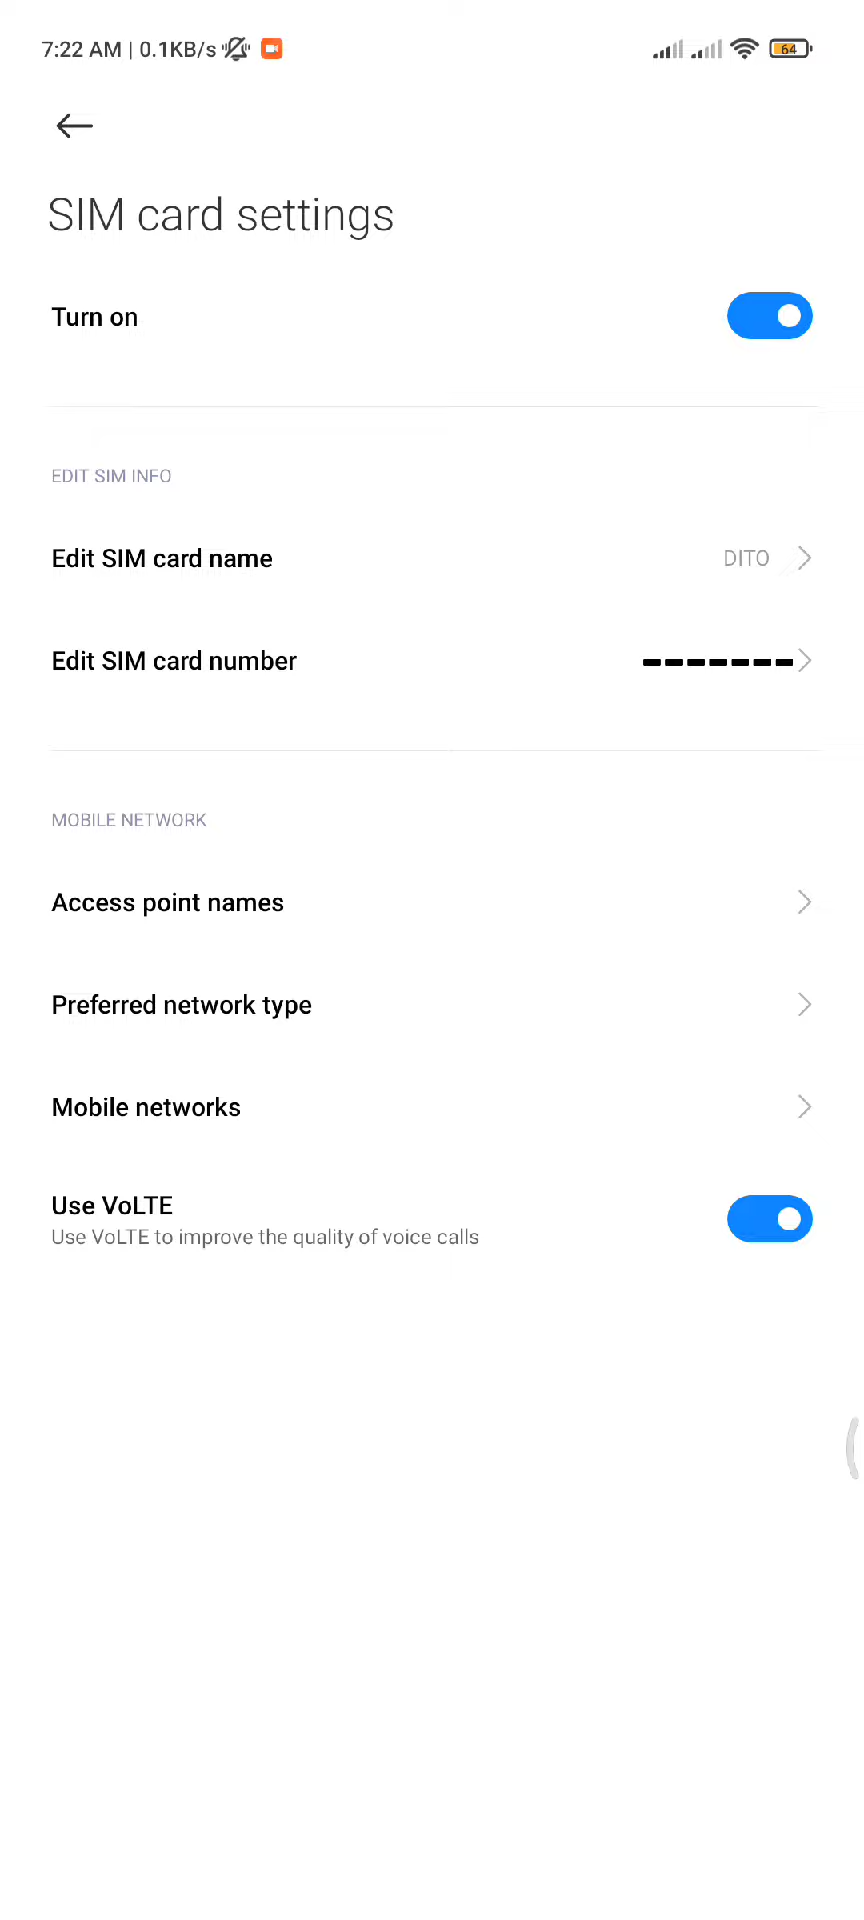 7:22 AM | 0.1KB/s
64
SIM card settings
Turn on
EDIT SIM INFO
Edit SIM card name
DITO
Edit SIM card number
MOBILE NETWORK
Access point names
Preferred network type
Mobile networks
Use VoLTE
Use VoLTE to improve the quality of voice calls